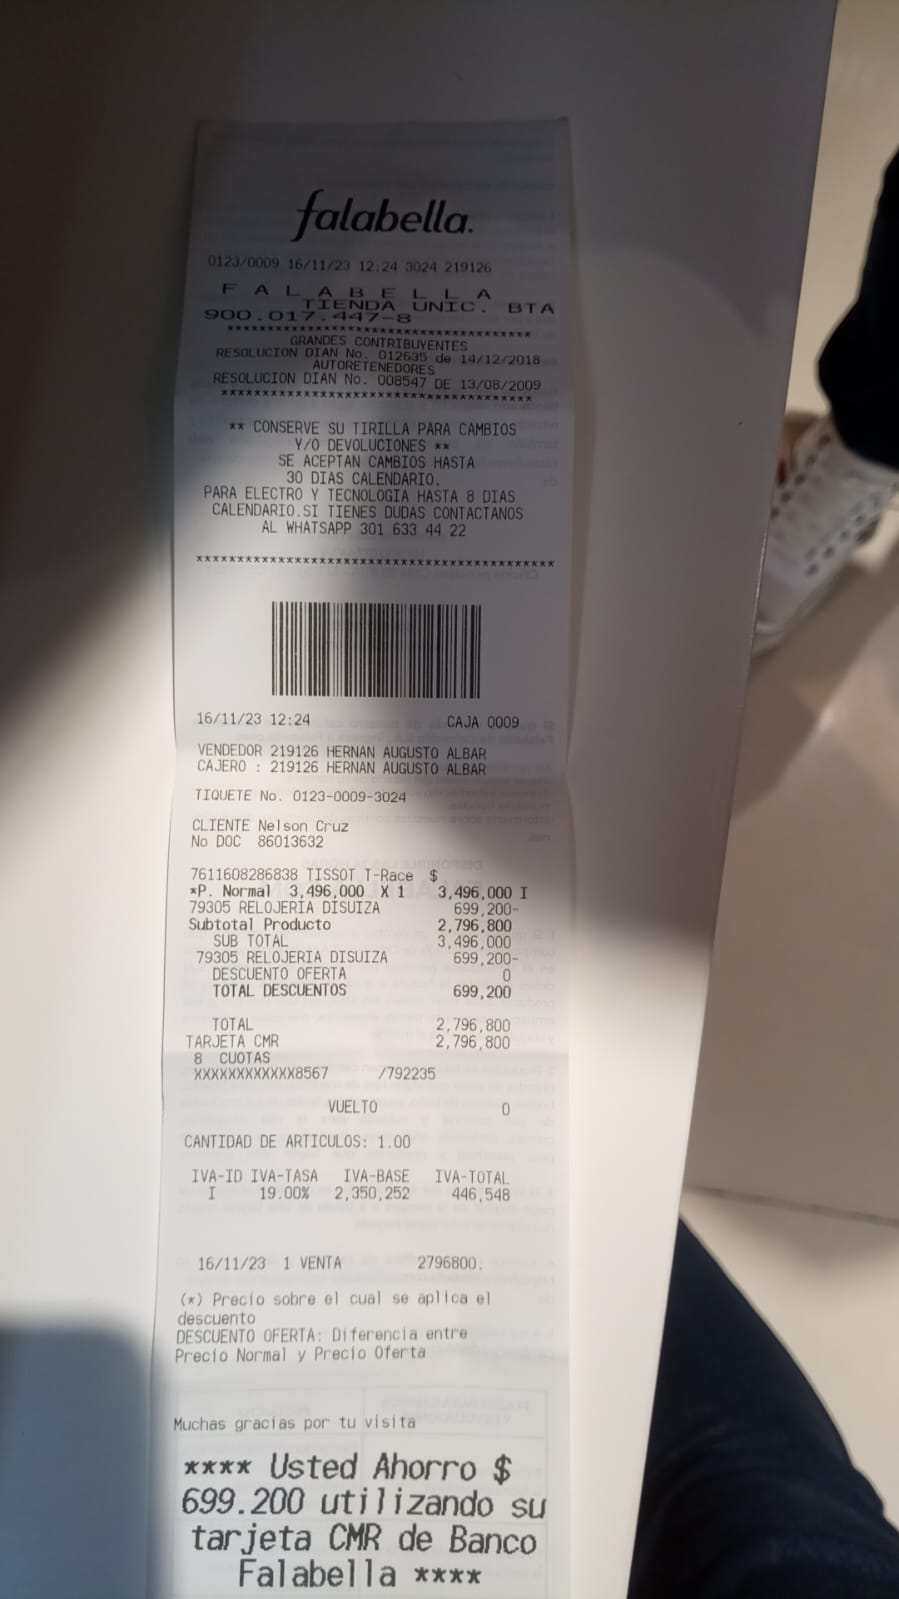 falabella.
0123/0009 16/11/23 12:24 3024 219126
F A L A B E L L A
TIENDA UNIC. BTA
900.017.447-8
****************************************
GRANDES CONTRIBUYENTES
RESOLUCION DIAN No. 012635 de 14/12/2018
AUTORETENEDORES
RESOLUCION DIAN No. 008547 DE 13/08/2009
****************************************
** CONSERVE SU TIRILLA PARA CAMBIOS
Y/O DEVOLUCIONES **
SE ACEPTAN CAMBIOS HASTA
30 DIAS CALENDARIO.
PARA ELECTRO Y TECNOLOGIA HASTA 8 DIAS
CALENDARIO.SI TIENES DUDAS CONTACTANOS
AL WHATSAPP 301 633 44 22
********************************************
16/11/23 12:24 CAJA 0009
VENDEDOR 219126 HERNAN AUGUSTO ALBAR
CAJERO : 219126 HERNAN AUGUSTO ALBAR
TIQUETE No. 0123-0009-3024
CLIENTE Nelson Cruz
No DOC 86013632
7611608286838 TISSOT T-Race $
*P. Normal 3,496,000 X 1 3,496,000 I
79305 RELOJERIA DISUIZA 699,200-
Subtotal Producto 2,796,800
SUB TOTAL 3,496,000
79305 RELOJERIA DISUIZA 699,200-
DESCUENTO OFERTA 0
TOTAL DESCUENTOS 699,200
TOTAL 2,796,800
TARJETA CMR 2,796,800
8 CUOTAS
XXXXXXXXXXXX8567 /792235
VUELTO 0
CANTIDAD DE ARTICULOS: 1.00
IVA-ID IVA-TASA IVA-BASE IVA-TOTAL
I 19.00% 2,350,252 446,548
16/11/23 1 VENTA 2796800.
(*) Precio sobre el cual se aplica el
descuento
DESCUENTO OFERTA: Diferencia entre
Precio Normal y Precio Oferta
Muchas gracias por tu visita
**** Usted Ahorro $
699.200 utilizando su
tarjeta CMR de Banco
Falabella ****